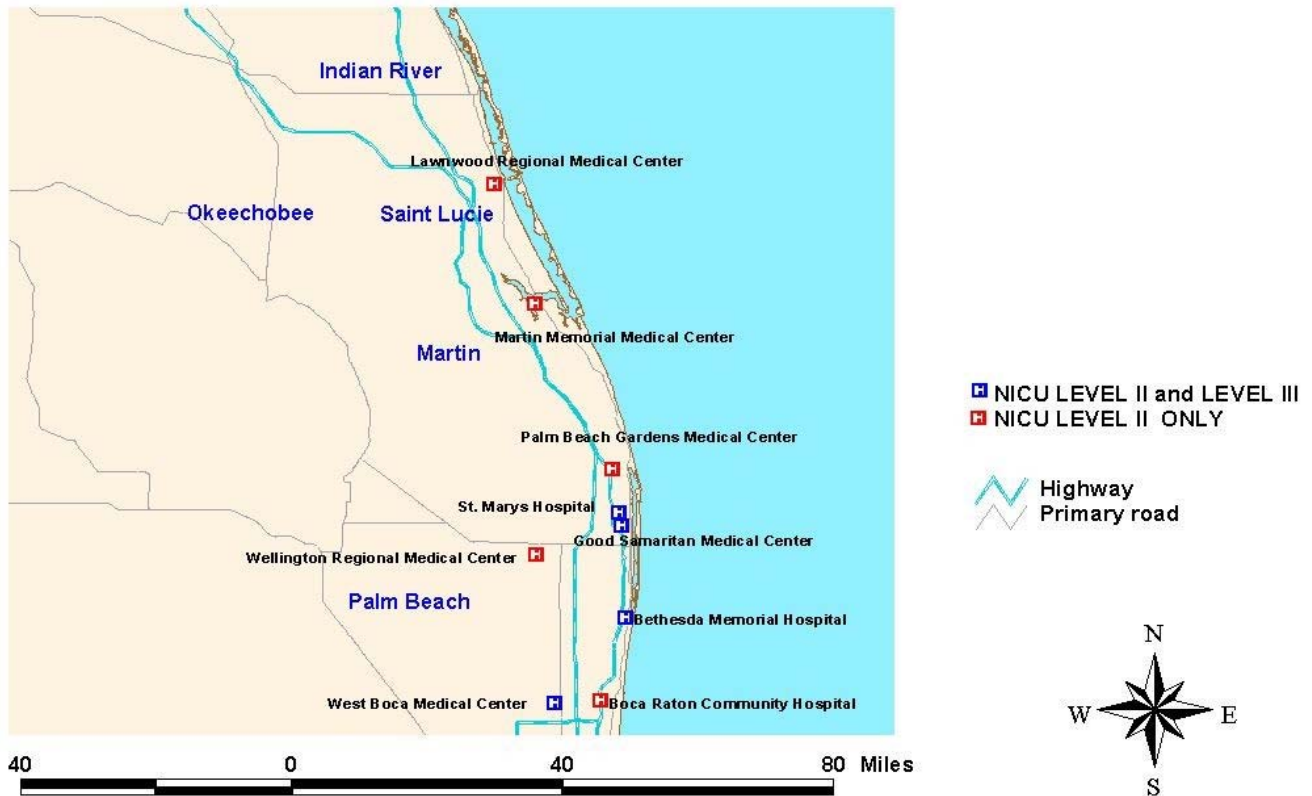 Indian River
Lawnwood Regional Medical Center
Okeechobee
Saint Lucie
Martin Memorial Medical Center
Martin
NICU LEVEL II and LEVEL III
NICU LEVEL II ONLY
Palm Beach Gardens Medical Center
Highway
Primary road
St. Marys Hospital
Good Samaritan Medical Center
Wellington Regional Medical Center
Palm Beach
Bethesda Memorial Hospital
West Boca Medical Center
Boca Raton Community Hospital
N
W
E
S
40 0 40 80 Miles
H
H
H
H
H
H
H
H
H
H
H